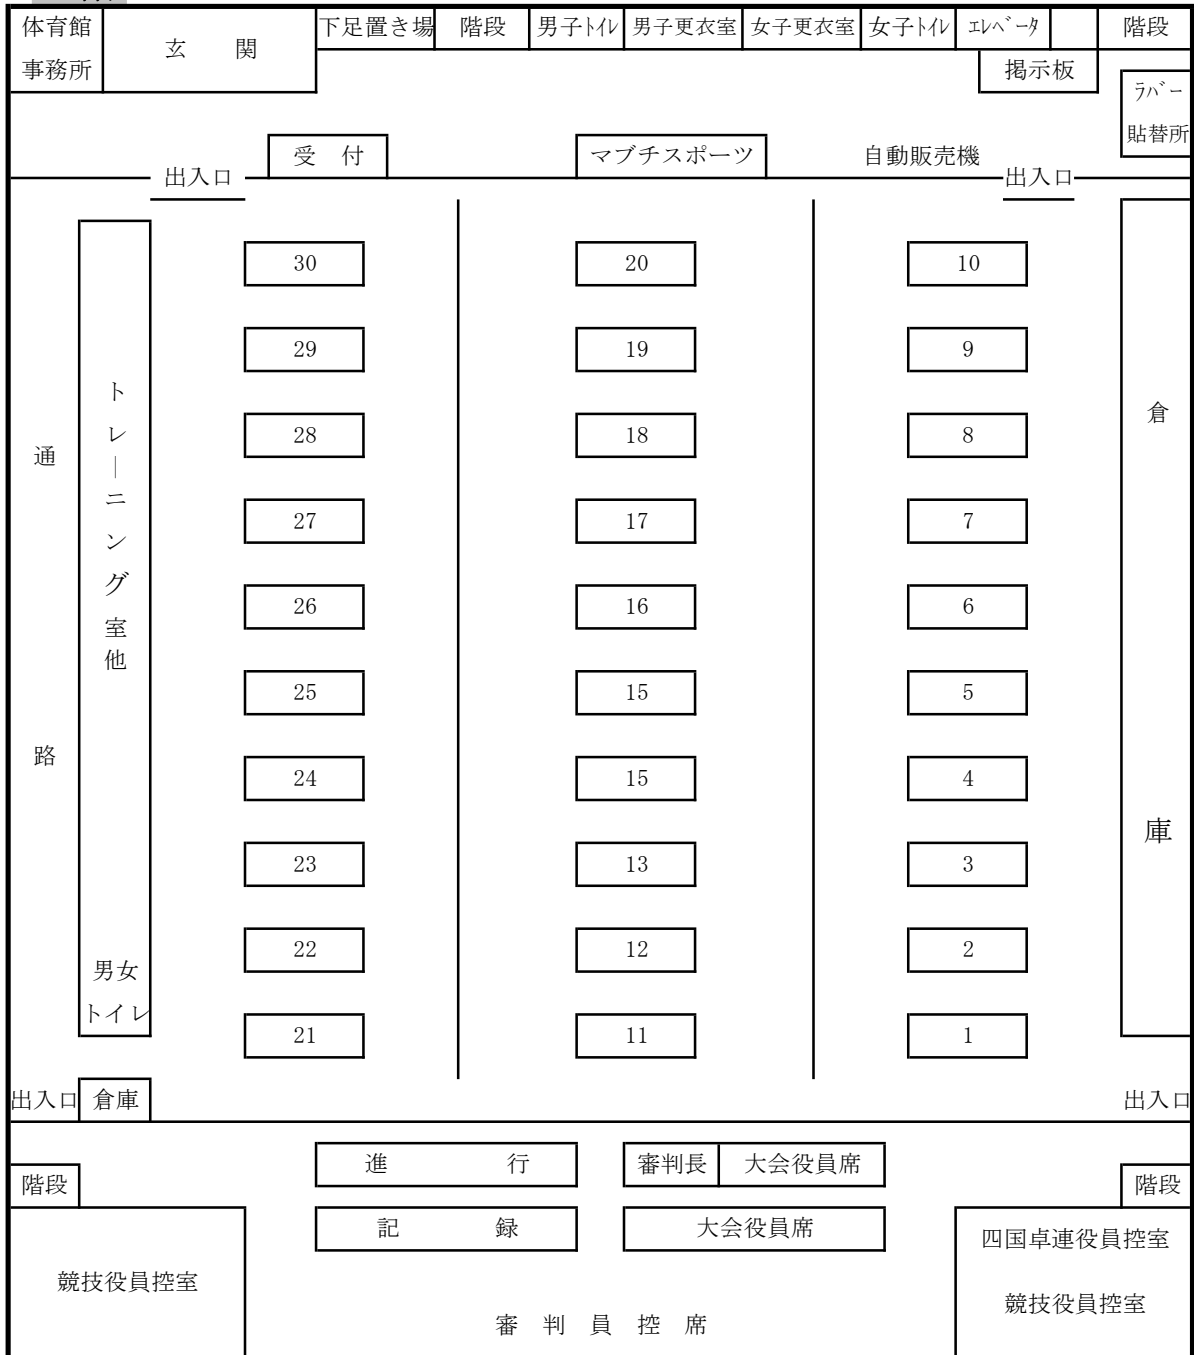 体育館
事務所
玄 関
下足置き場
階段
男子ﾄｲﾚ
男子更衣室
女子更衣室
女子ﾄｲﾚ
ｴﾚﾍﾞｰﾀ
階段
掲示板
ﾗﾊﾞｰ
貼替所
受 付
マブチスポーツ
自動販売機
出入口
出入口
通路
トレーニング室他
男女
トイレ
30 20 10
29 19 9
28 18 8
27 17 7
26 16 6
25 15 5
24 15 4
23 13 3
22 12 2
21 11 1
倉庫
出入口
倉庫
出入口
進 行
審判長
大会役員席
階段
階段
記 録
大会役員席
競技役員控室
四国卓連役員控室
競技役員控室
審 判 員 控 席